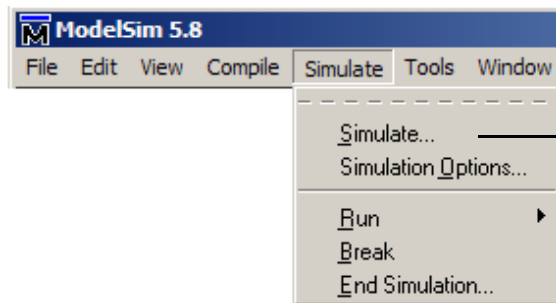 ModelSim 5.8
File Edit View Compile Simulate Tools Window
Simulate...
Simulation Options...
Run
Break
End Simulation...